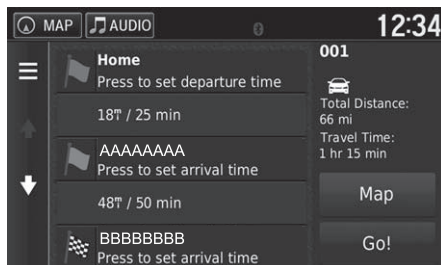 MAP AUDIO 12:34
Home
Press to set departure time
18㏕ / 25 min
AAAAAAAA
Press to set arrival time
48㏕ / 50 min
BBBBBBBB
Press to set arrival time
001
Total Distance:
66 mi
Travel Time:
1 hr 15 min
Map
Go!